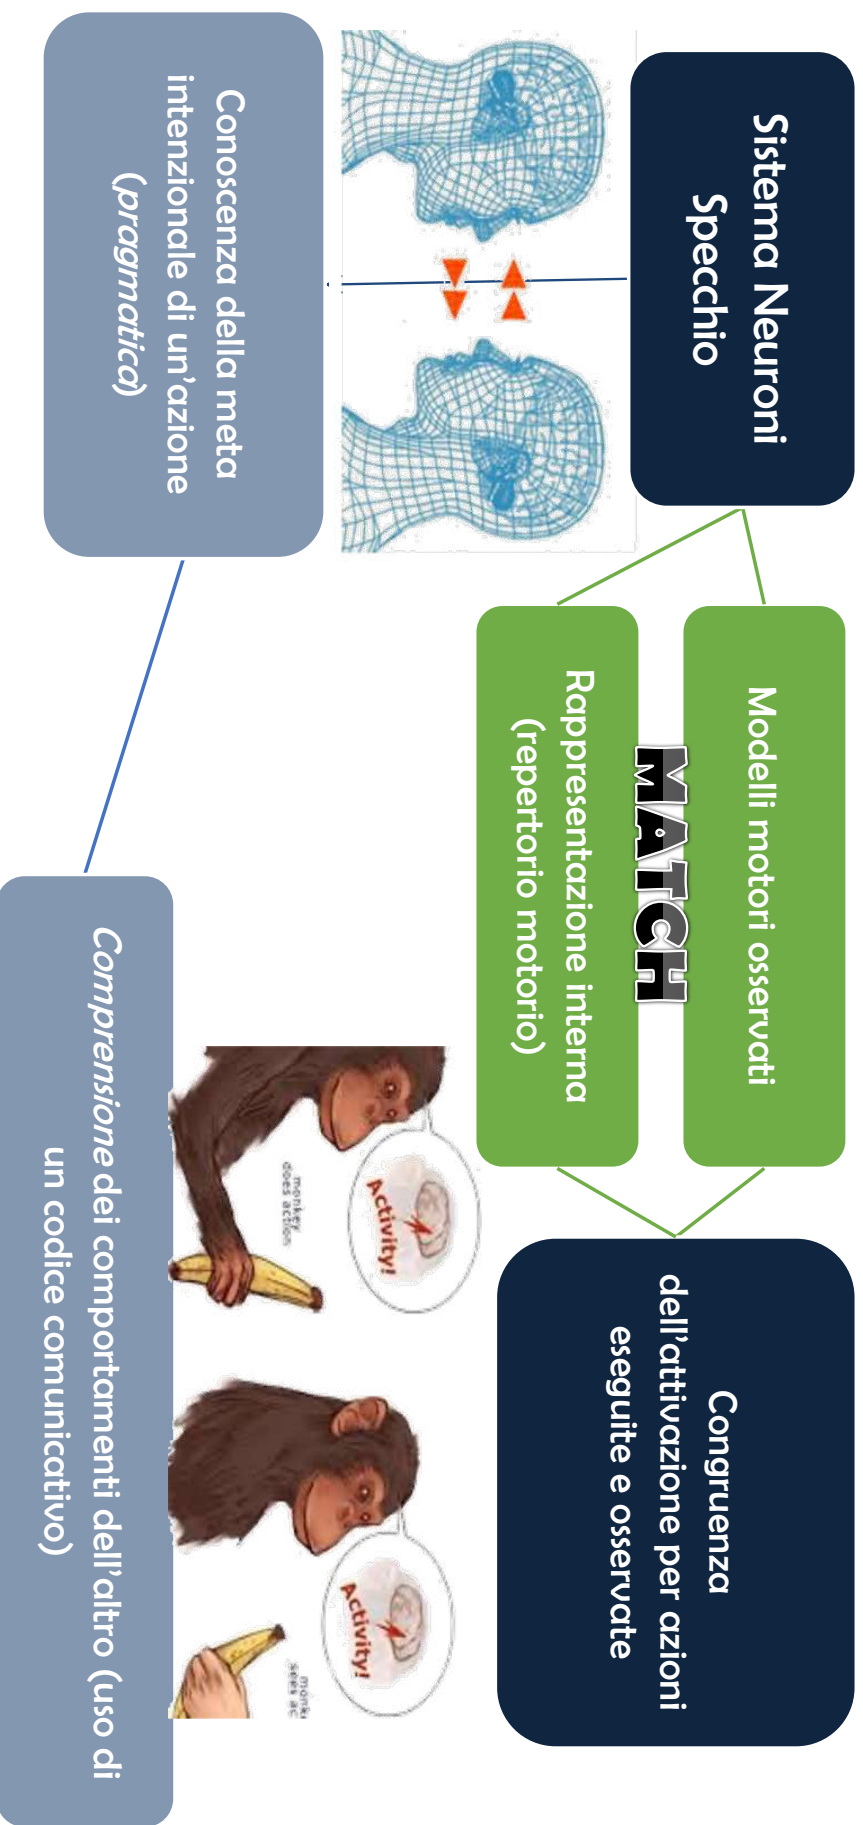 Sistema Neuroni
Specchio
Modelli motori osservati
MATCH
Rappresentazione interna
(repertorio motorio)
Congruenza
dell'attivazione per azioni
eseguite e osservate
Conoscenza della meta
intenzionale di un'azione
(pragmatica)
Activity!
monkey
does action
Activity!
sees ac
Comprensione dei comportamenti dell'altro (uso di
un codice comunicativo)